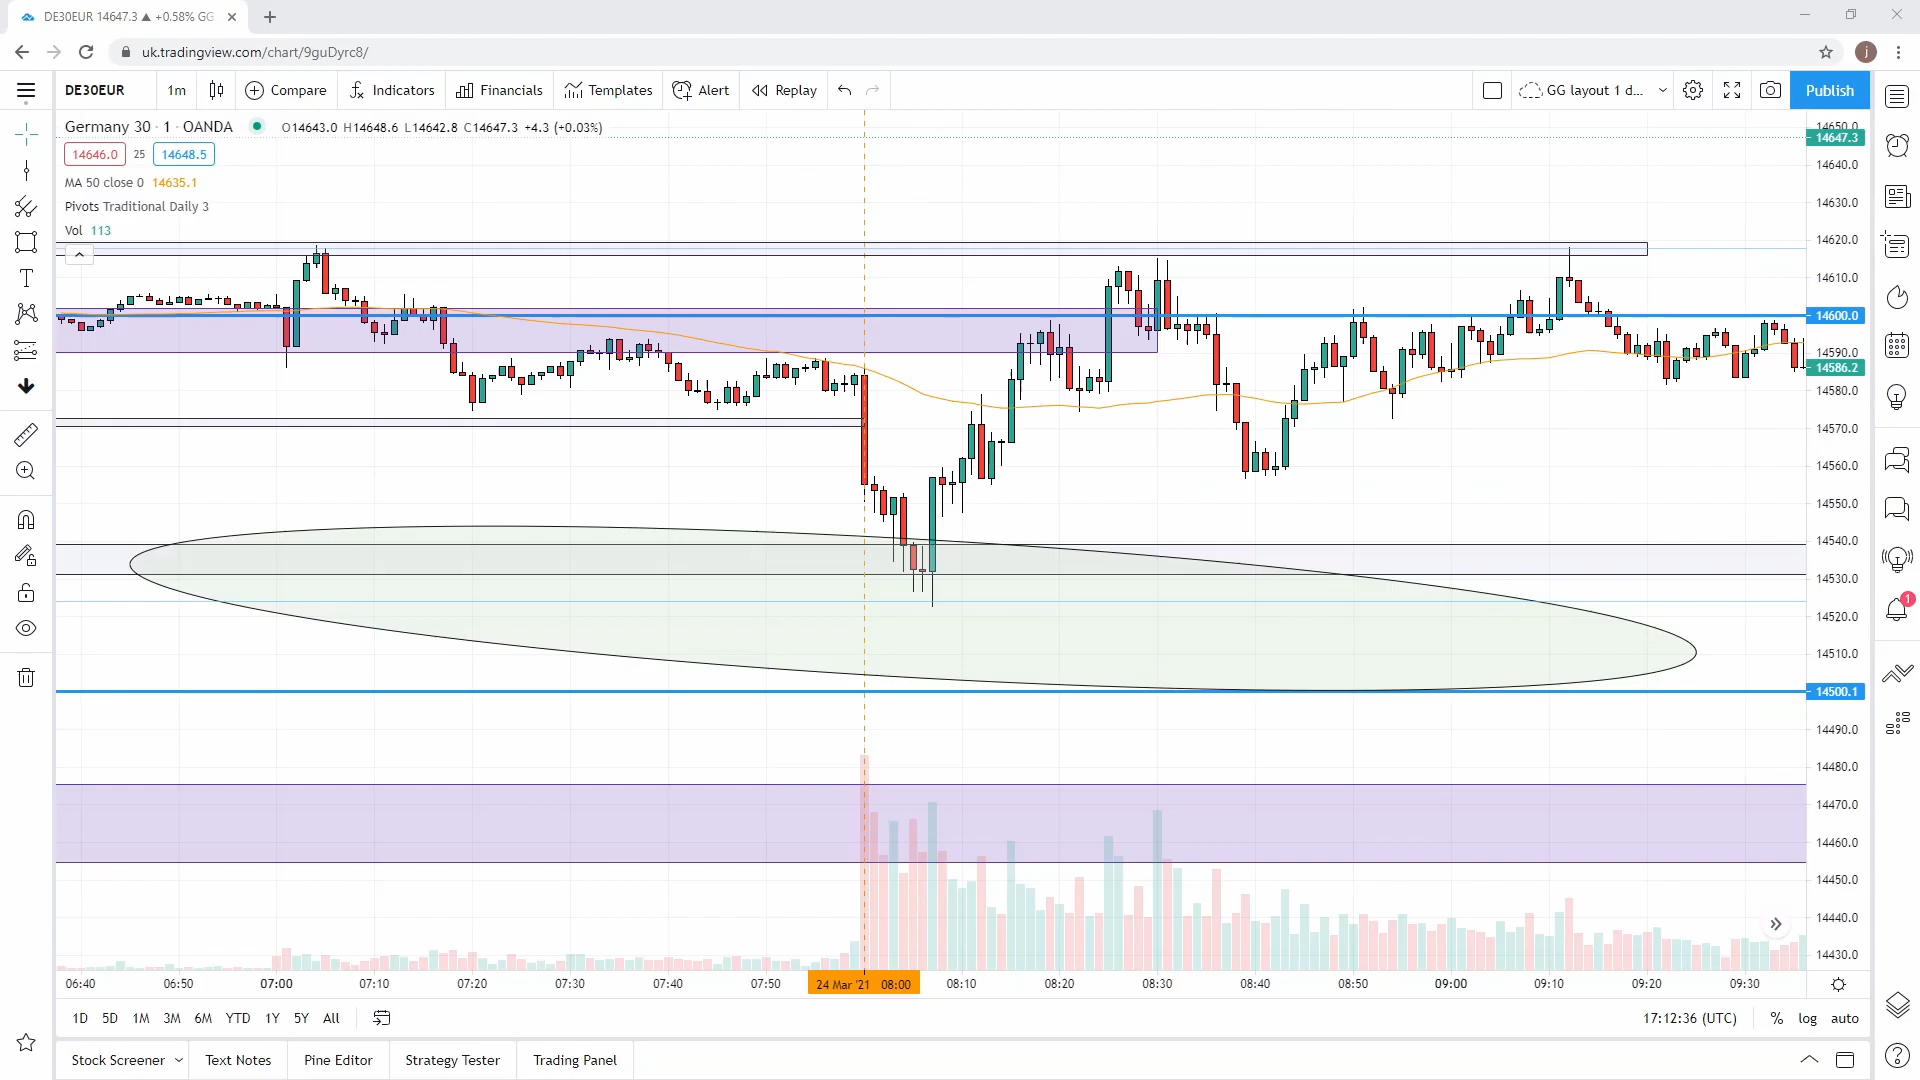 DE30EUR 14647.3 ▲ +0.58% GG
uk.tradingview.com/chart/9guDyrc8/
j
DE30EUR 1m Compare Indicators Financials Templates Alert Replay GG layout 1 d... Publish
Germany 30 · 1 · OANDA O14643.0 H14648.6 L14642.8 C14647.3 +4.3 (+0.03%)
14646.0 25 14648.5
MA 50 close 0 14635.1
Pivots Traditional Daily 3
Vol 113
14650.0
14647.3
14640.0
14630.0
14620.0
14610.0
14600.0
14590.0
14586.2
14580.0
14570.0
14560.0
14550.0
14540.0
14530.0
14520.0
14510.0
14500.1
14490.0
14480.0
14470.0
14460.0
14450.0
14440.0
14430.0
1
06:40 06:50 07:00 07:10 07:20 07:30 07:40 07:50 24 Mar '21 08:00 08:10 08:20 08:30 08:40 08:50 09:00 09:10 09:20 09:30
1D 5D 1M 3M 6M YTD 1Y 5Y All 17:12:36 (UTC) % log auto
Stock Screener Text Notes Pine Editor Strategy Tester Trading Panel